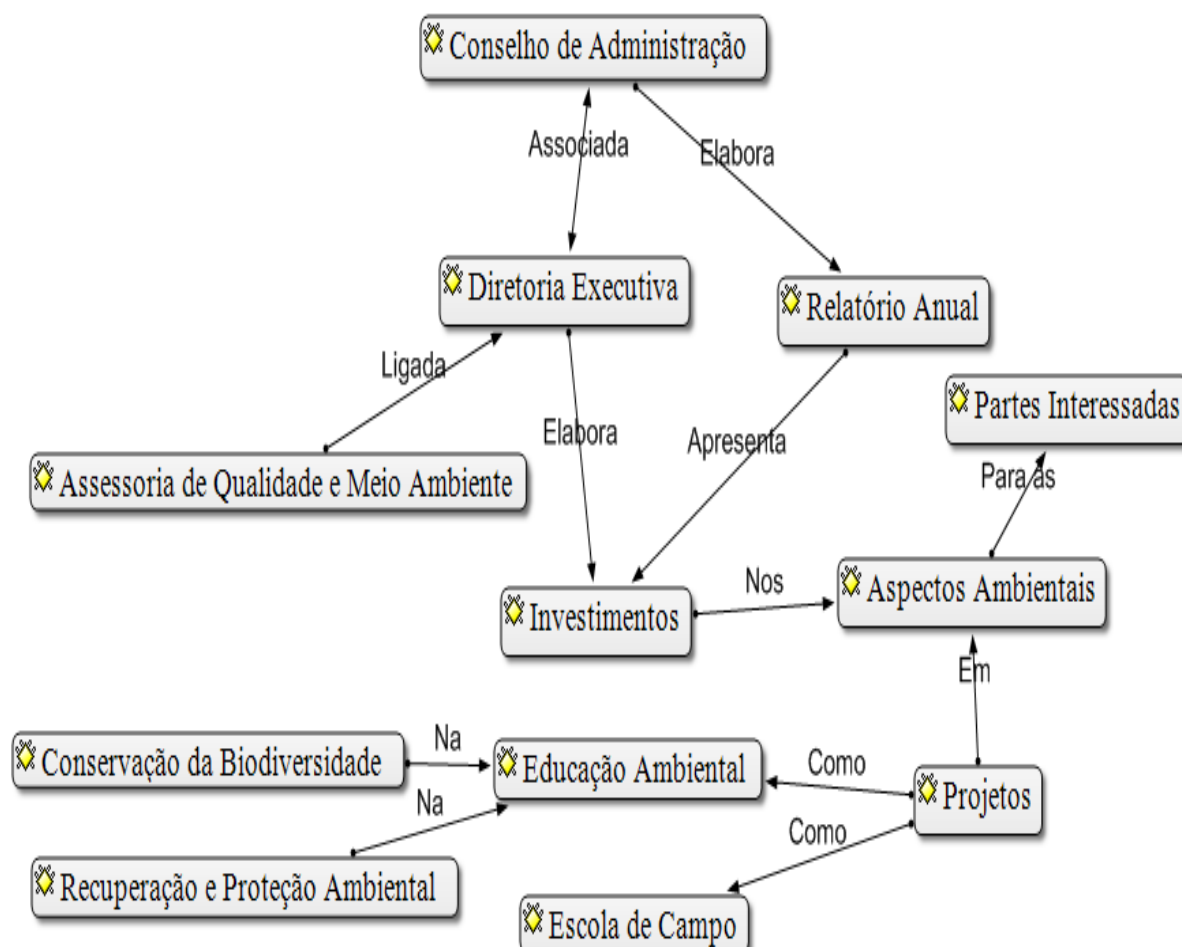 Conselho de Administração
Associada
Elabora
Diretoria Executiva
Relatório Anual
Ligada
Partes Interessadas
Elabora
Apresenta
Para as
Assessoria de Qualidade e Meio Ambiente
Nos
Aspectos Ambientais
Investimentos
Em
Na
Conservação da Biodiversidade
Educação Ambiental
Como
Projetos
Na
Como
Recuperação e Proteção Ambiental
Escola de Campo